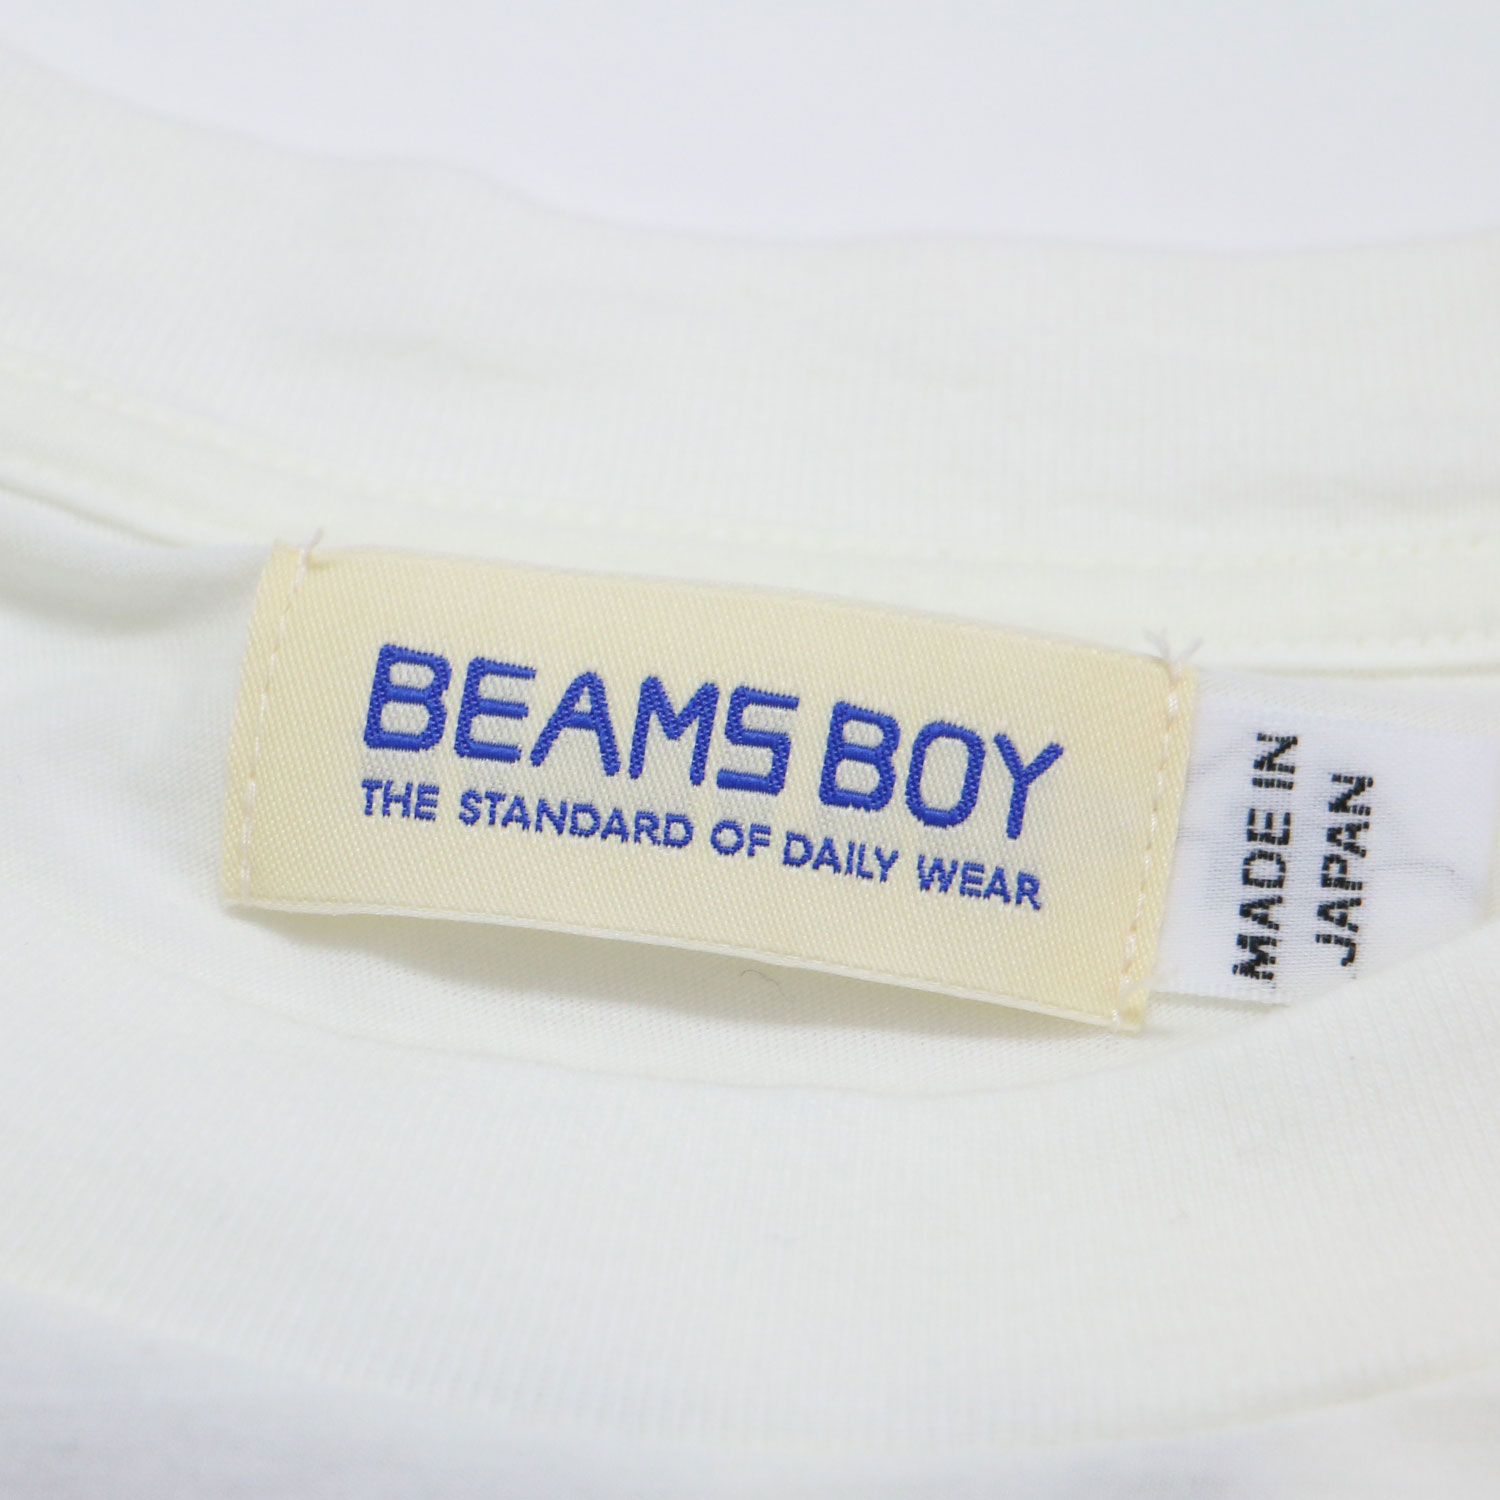 BEAMS BOY
THE STANDARD OF DAILY WEAR
MADE IN
JAPAN